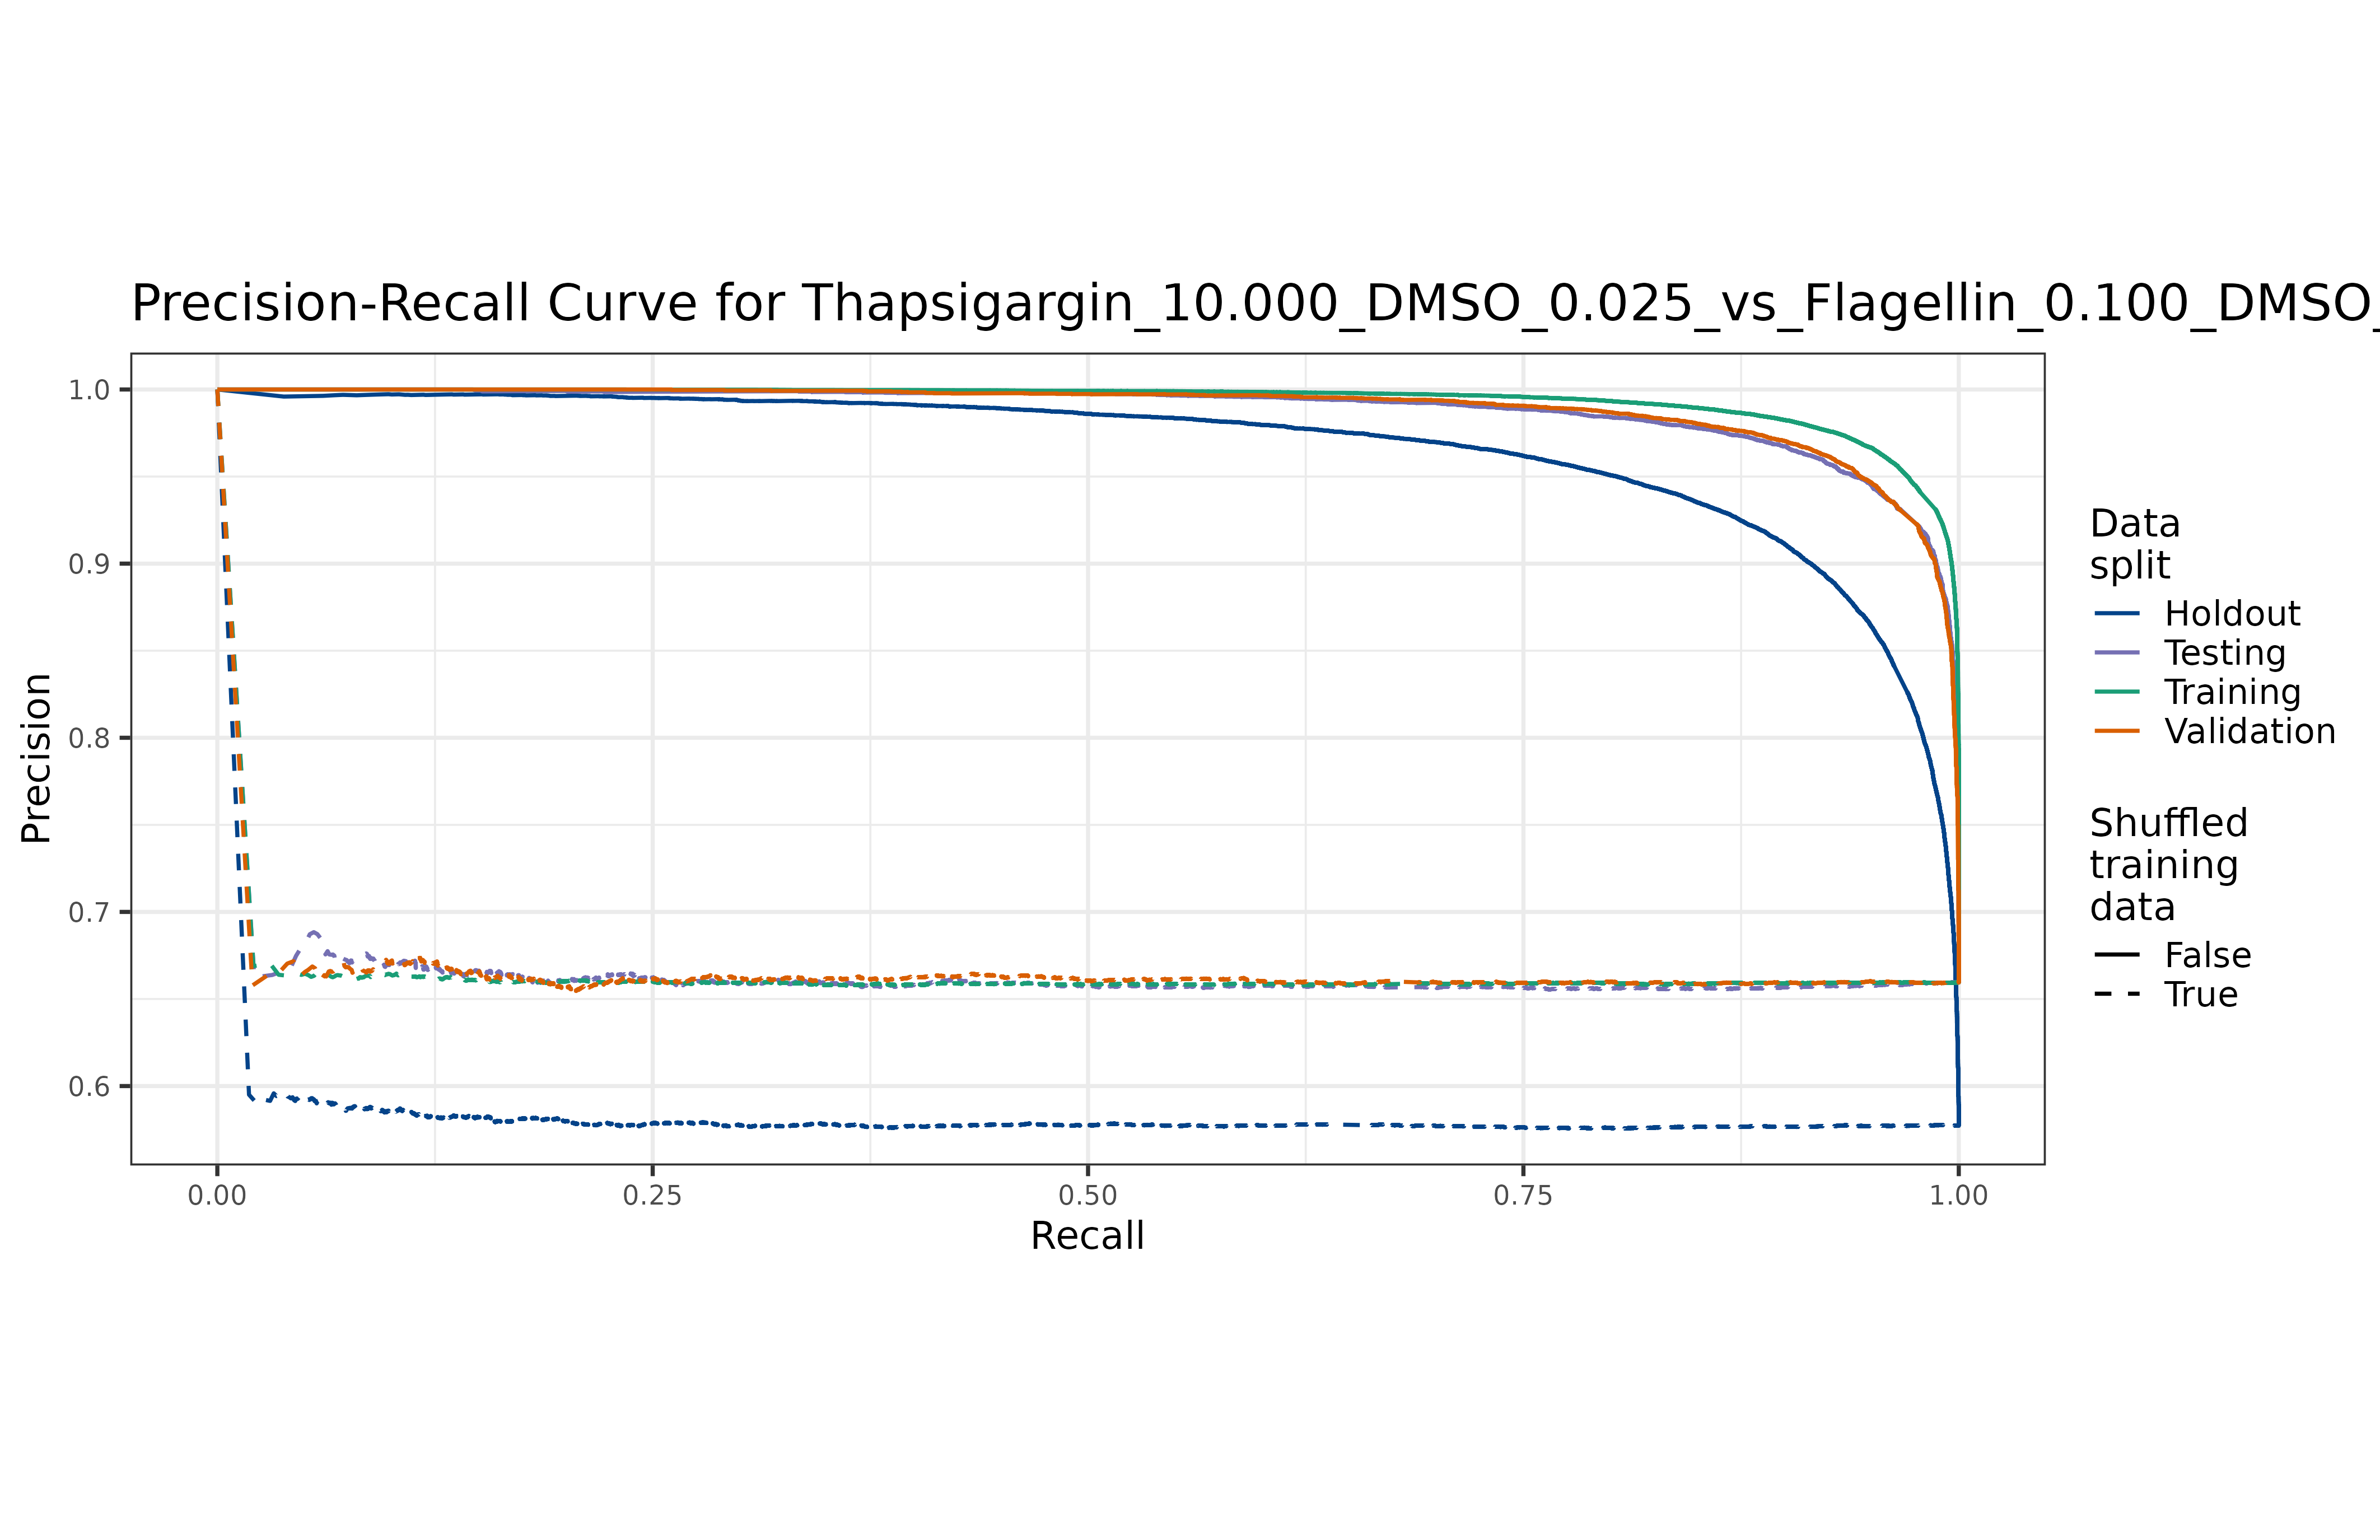 Precision-Recall Curve for Thapsigargin_10.000_DMSO_0.025_vs_Flagellin_0.100_DMSO_
Precision
1.0
0.9
0.8
0.7
0.6
0.00
0.25
0.50
0.75
1.00
Recall
Data
split
Holdout
Testing
Training
Validation
Shuffled
training
data
False
True